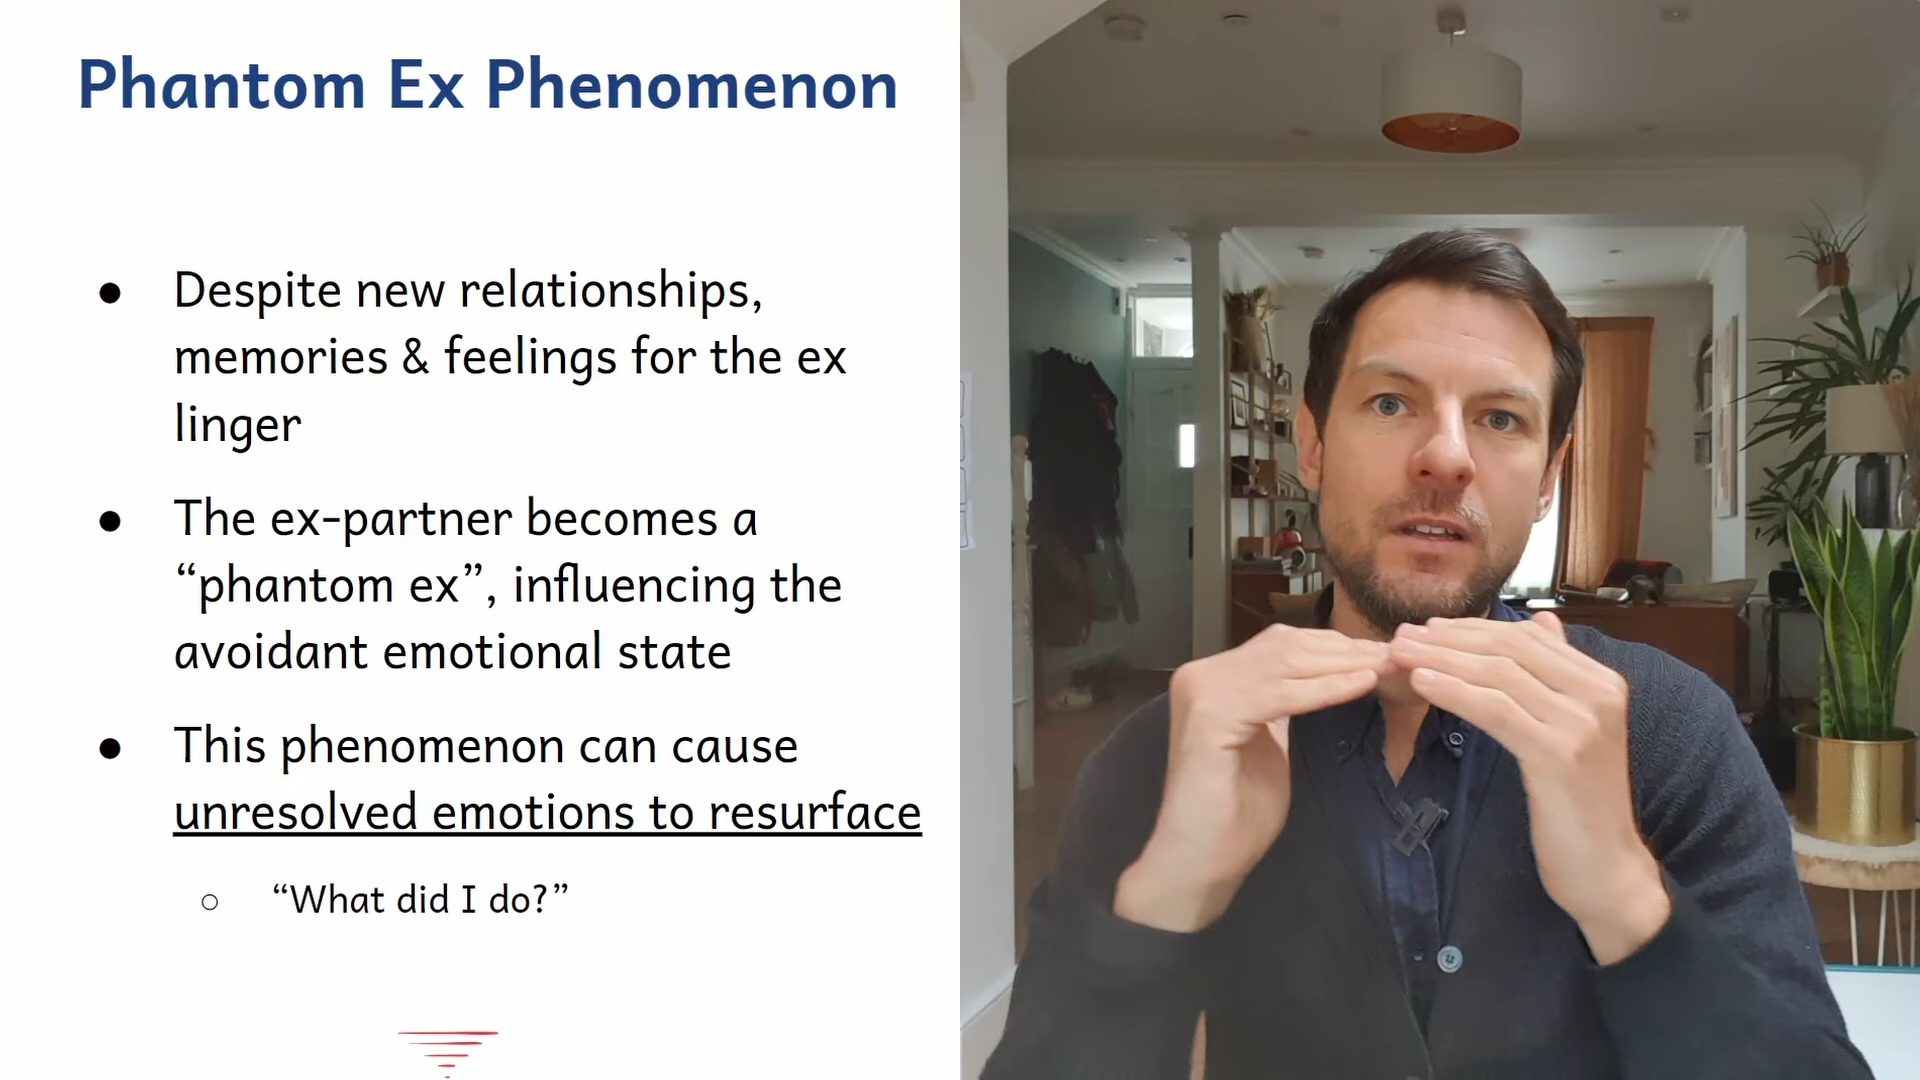 Phantom Ex Phenomenon
● Despite new relationships,
memories & feelings for the ex
linger
● The ex-partner becomes a
“phantom ex”, influencing the
avoidant emotional state
● This phenomenon can cause
unresolved emotions to resurface
○ “What did I do?”